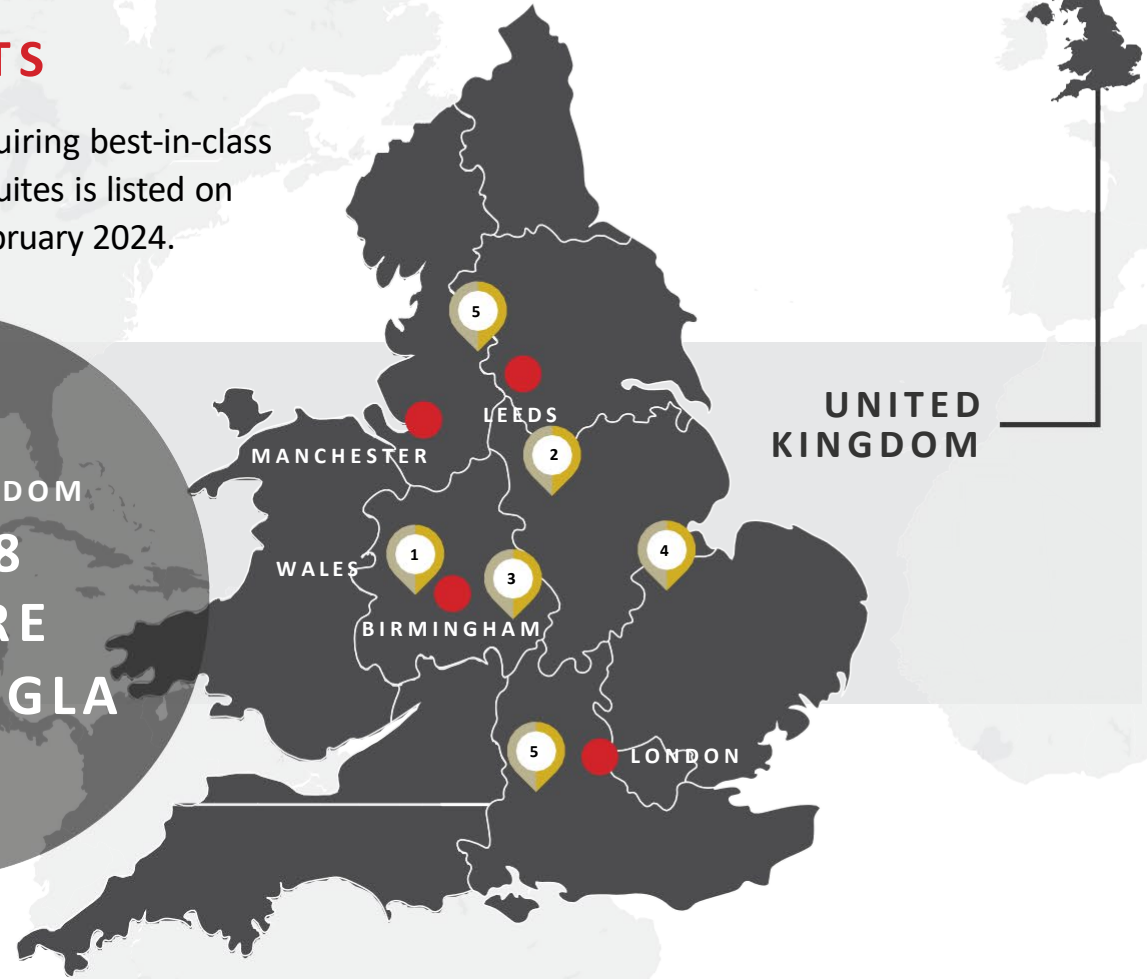 TS
uiring best-in-class
uites is listed on
bruary 2024.
DOM
8
RE
GLA
UNITED
KINGDOM
5
LEEDS
MANCHESTER
2
WALES
1
3
4
BIRMINGHAM
5
LONDON